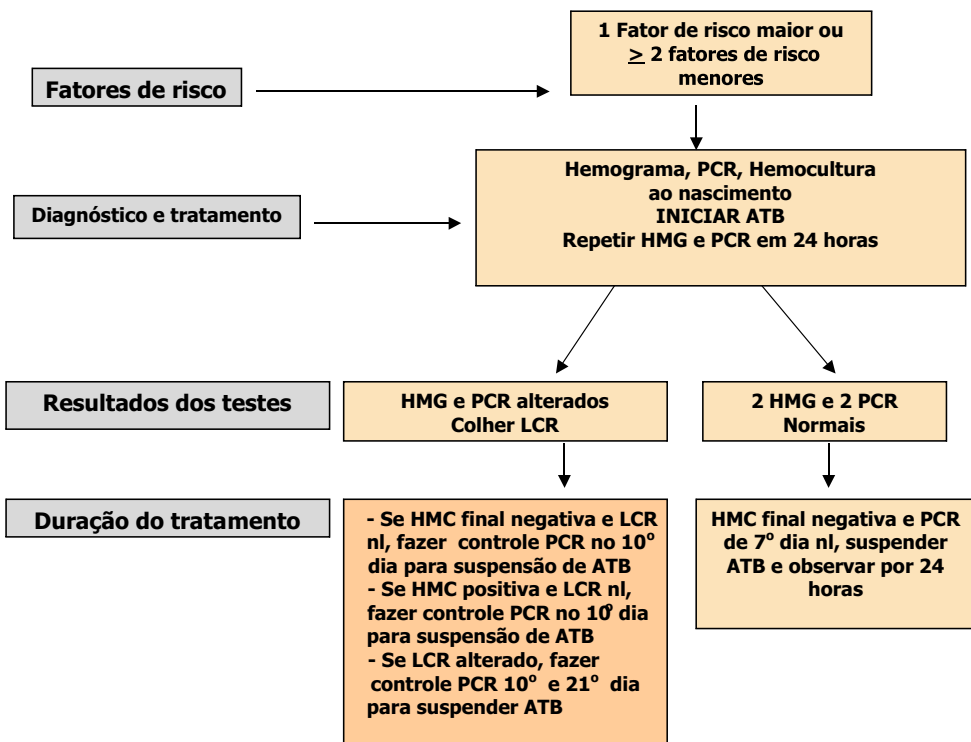 1 Fator de risco maior ou
≥ 2 fatores de risco
menores
Fatores de risco
Hemograma, PCR, Hemocultura
ao nascimento
INICIAR ATB
Repetir HMG e PCR em 24 horas
Diagnóstico e tratamento
Resultados dos testes
HMG e PCR alterados
Colher LCR
2 HMG e 2 PCR
Normais
Duração do tratamento
- Se HMC final negativa e LCR
nl, fazer controle PCR no 10º
dia para suspensão de ATB
- Se HMC positiva e LCR nl,
fazer controle PCR no 10º dia
para suspensão de ATB
- Se LCR alterado, fazer
controle PCR 10º e 21º dia
para suspender ATB
HMC final negativa e PCR
de 7º dia nl, suspender
ATB e observar por 24
horas